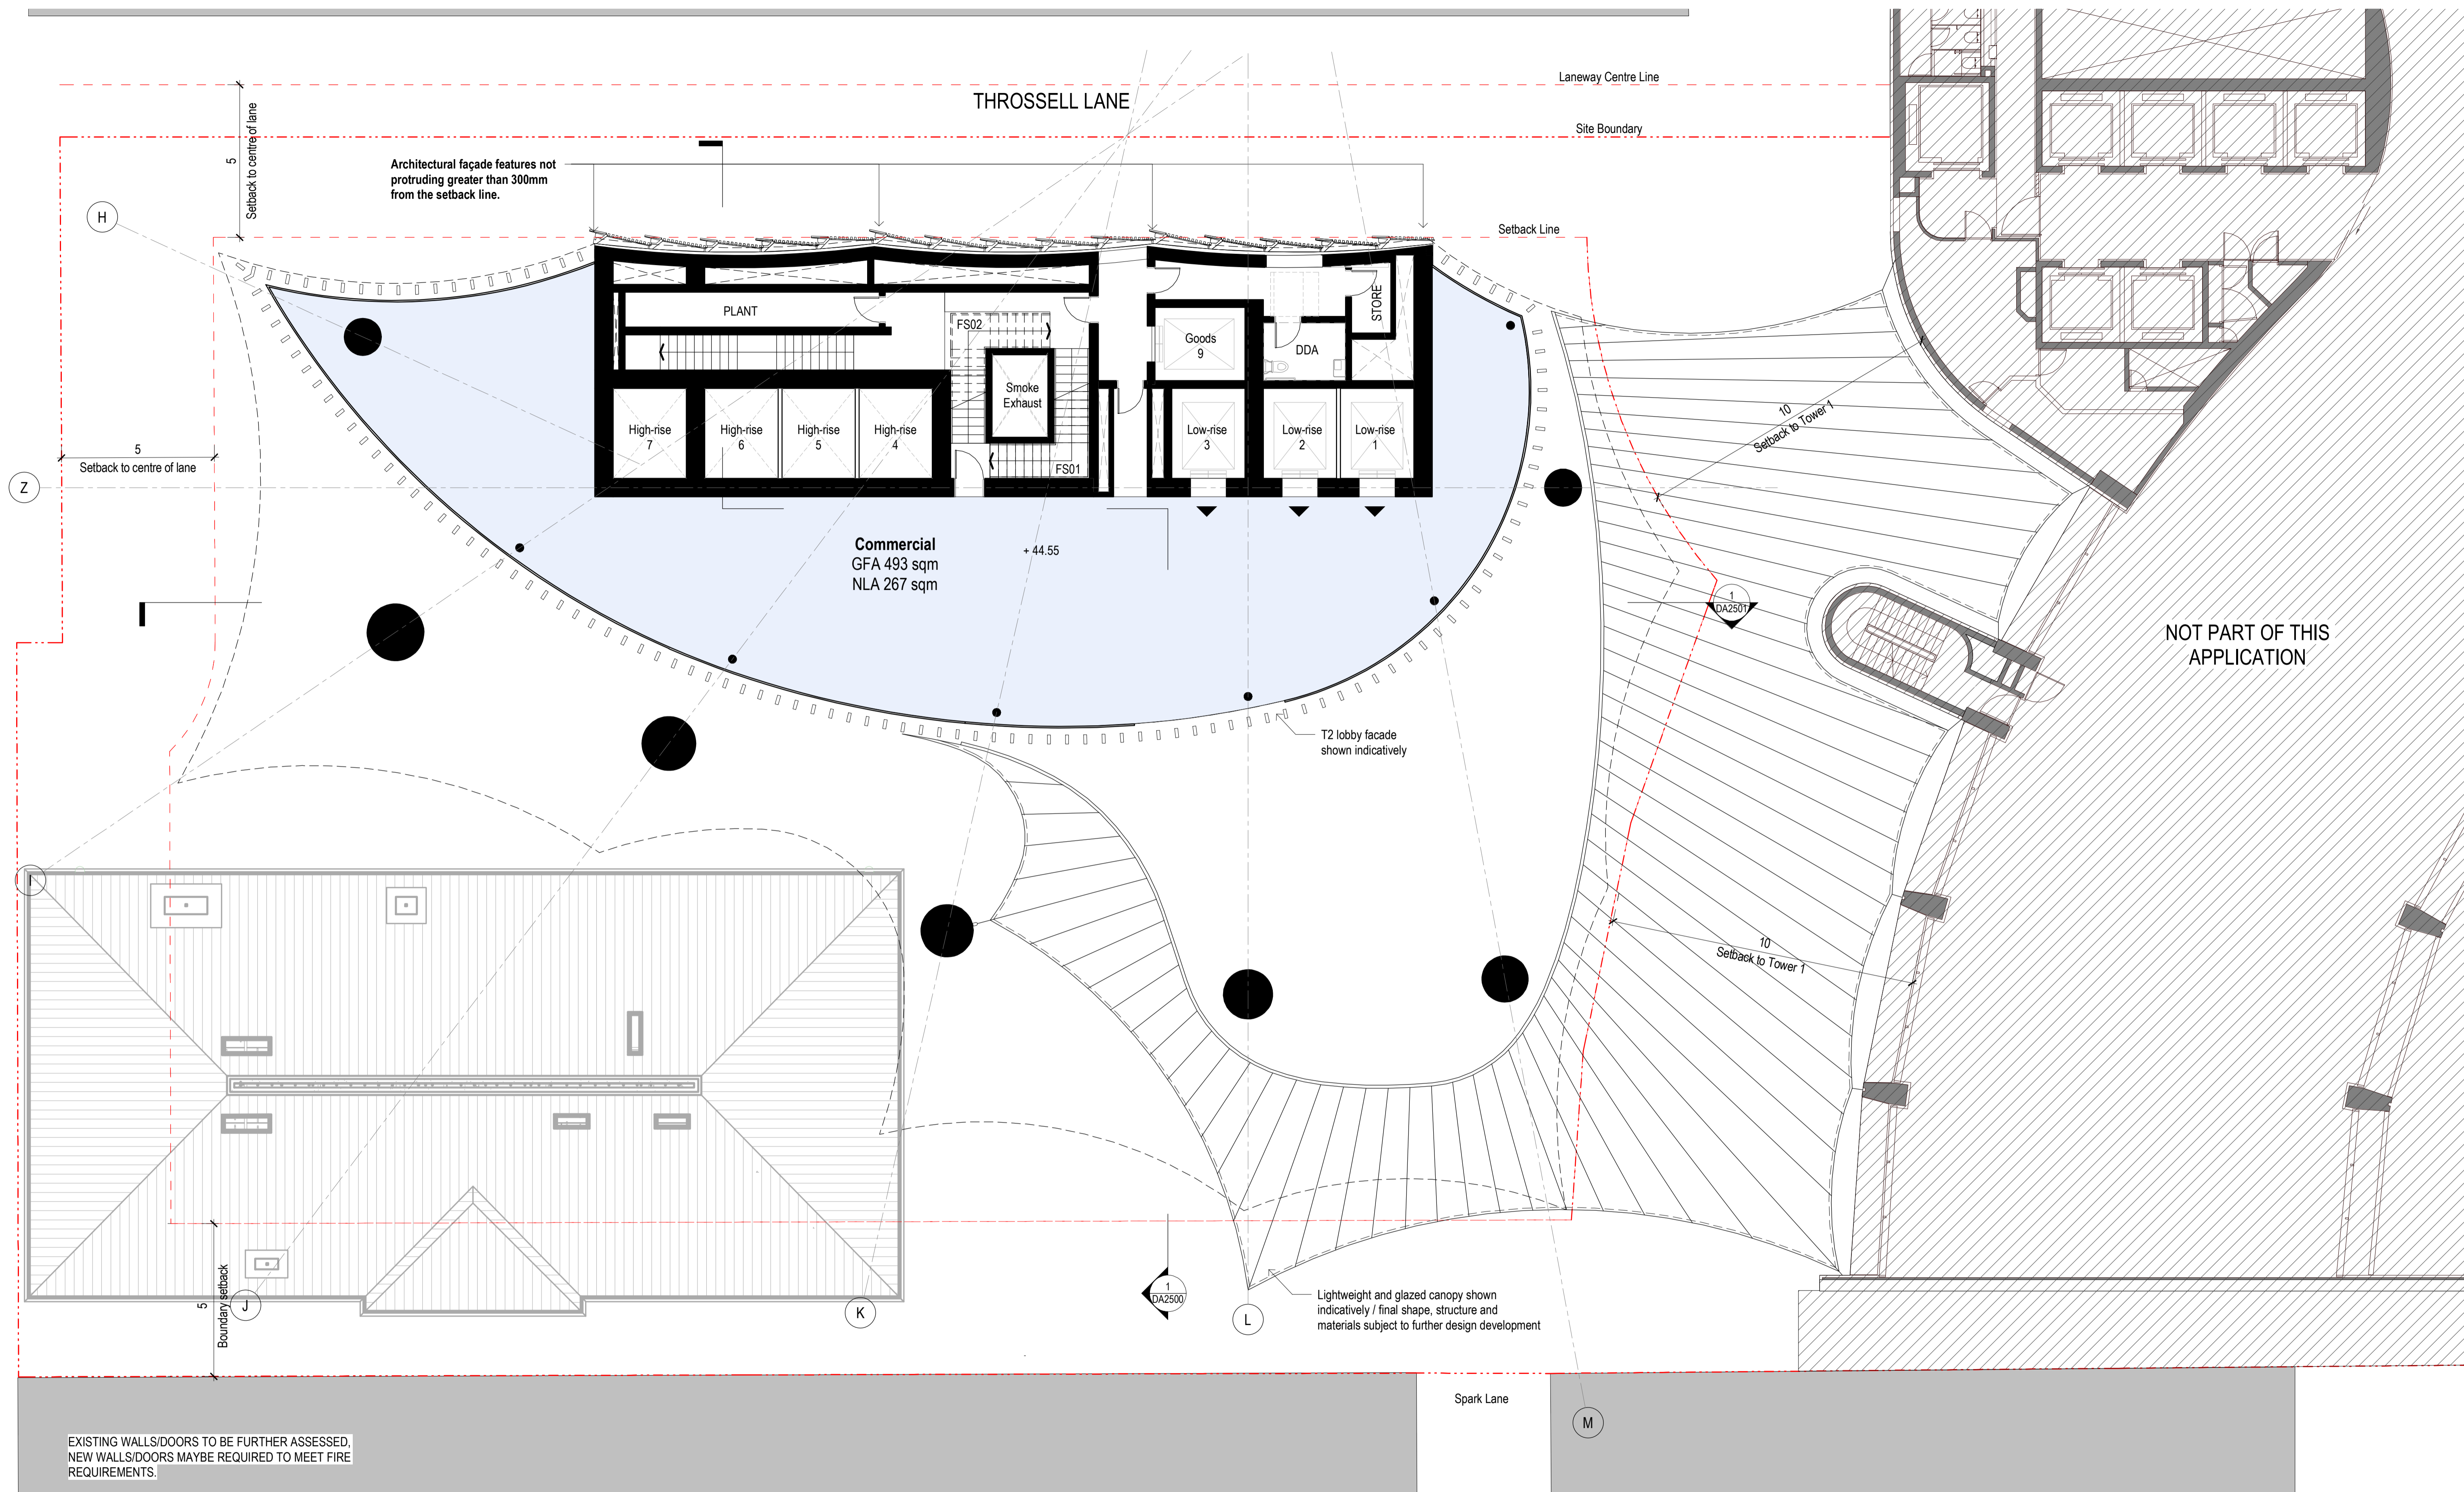 Laneway Centre Line
THROSSELL LANE
Site Boundary
5
Setback to centre of lane
Architectural façade features not
protruding greater than 300mm
from the setback line.
H
Setback Line
PLANT
FS02
STORE
Goods
9
DDA
Smoke
Exhaust
10
Setback to Tower 1
High-rise
7
High-rise
6
High-rise
5
High-rise
4
Low-rise
3
Low-rise
2
Low-rise
1
5
Setback to centre of lane
FS01
Z
Commercial
GFA 493 sqm
NLA 267 sqm
+ 44.55
1
DA2501
NOT PART OF THIS
APPLICATION
T2 lobby facade
shown indicatively
I
10
Setback to Tower 1
5
Boundary setback
J
K
1
DA2500
L
Lightweight and glazed canopy shown
indicatively / final shape, structure and
materials subject to further design development
Spark Lane
M
EXISTING WALLS/DOORS TO BE FURTHER ASSESSED,
NEW WALLS/DOORS MAYBE REQUIRED TO MEET FIRE
REQUIREMENTS.